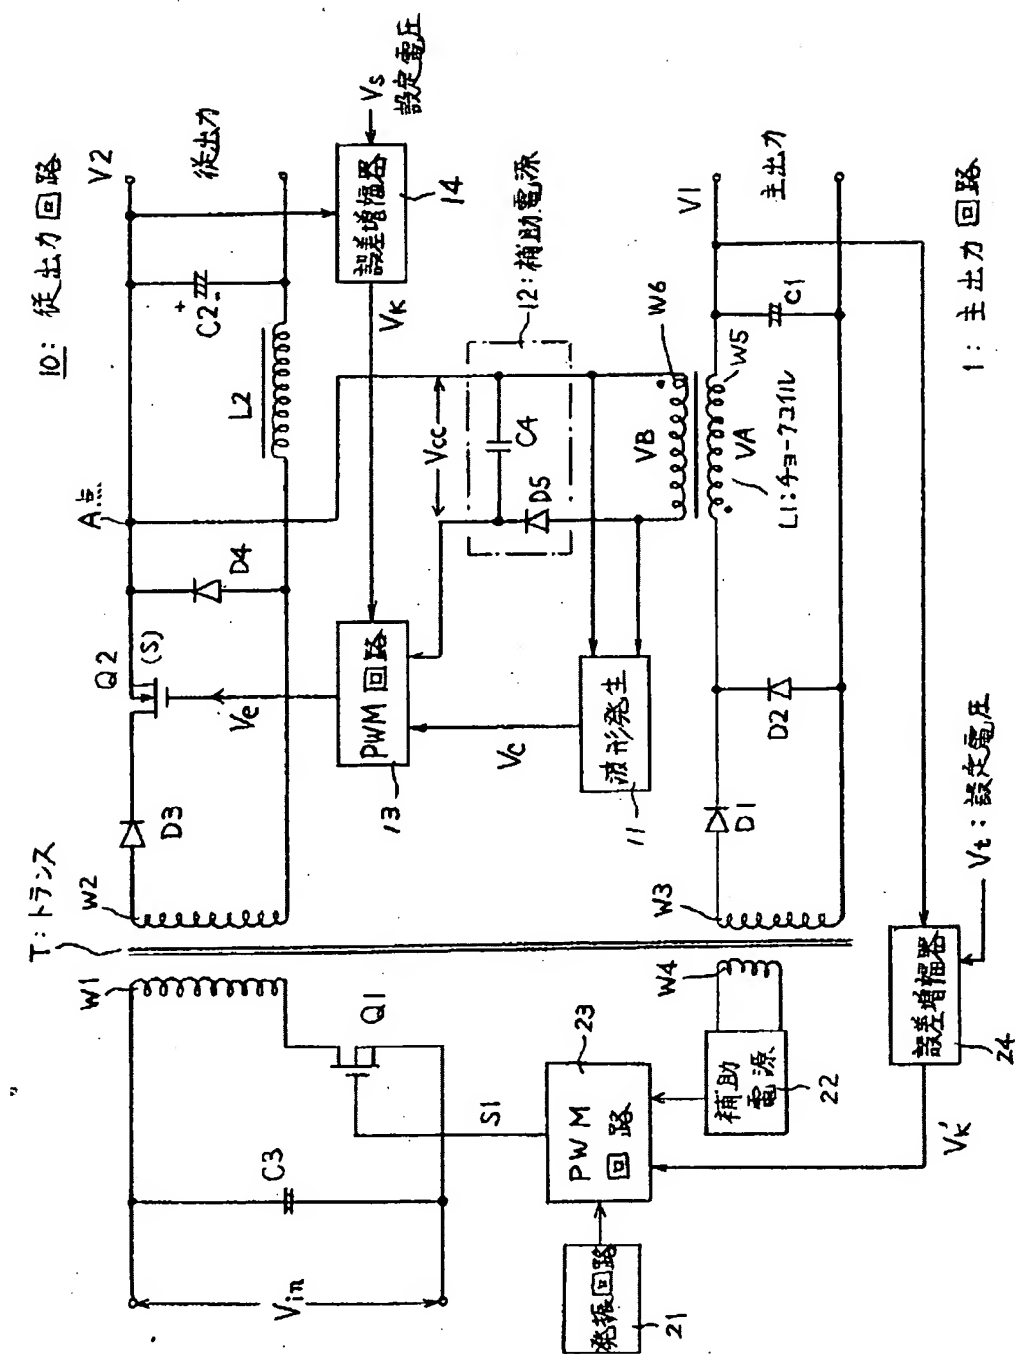 10:従出力回路
T:トランス
W1
W2
D3
Q2
(S)
A点
D4
L2
C2
+
-
V2
従出力
Vin
C3
Q1
S1
Ve
PWM回路
13
VK
誤差増幅器
14
Vs
設定電圧
Vcc
12:補助電源
C4
D5
Vc
波形発生
11
VB
W6
VA
W5
L1:チョークコイル
V1
主出力
C1
D2
D1
W3
W4
発振回路
21
PWM
回路
23
補助
電源
22
VK'
誤差増幅器
24
Vt:設定電圧
1:主出力回路